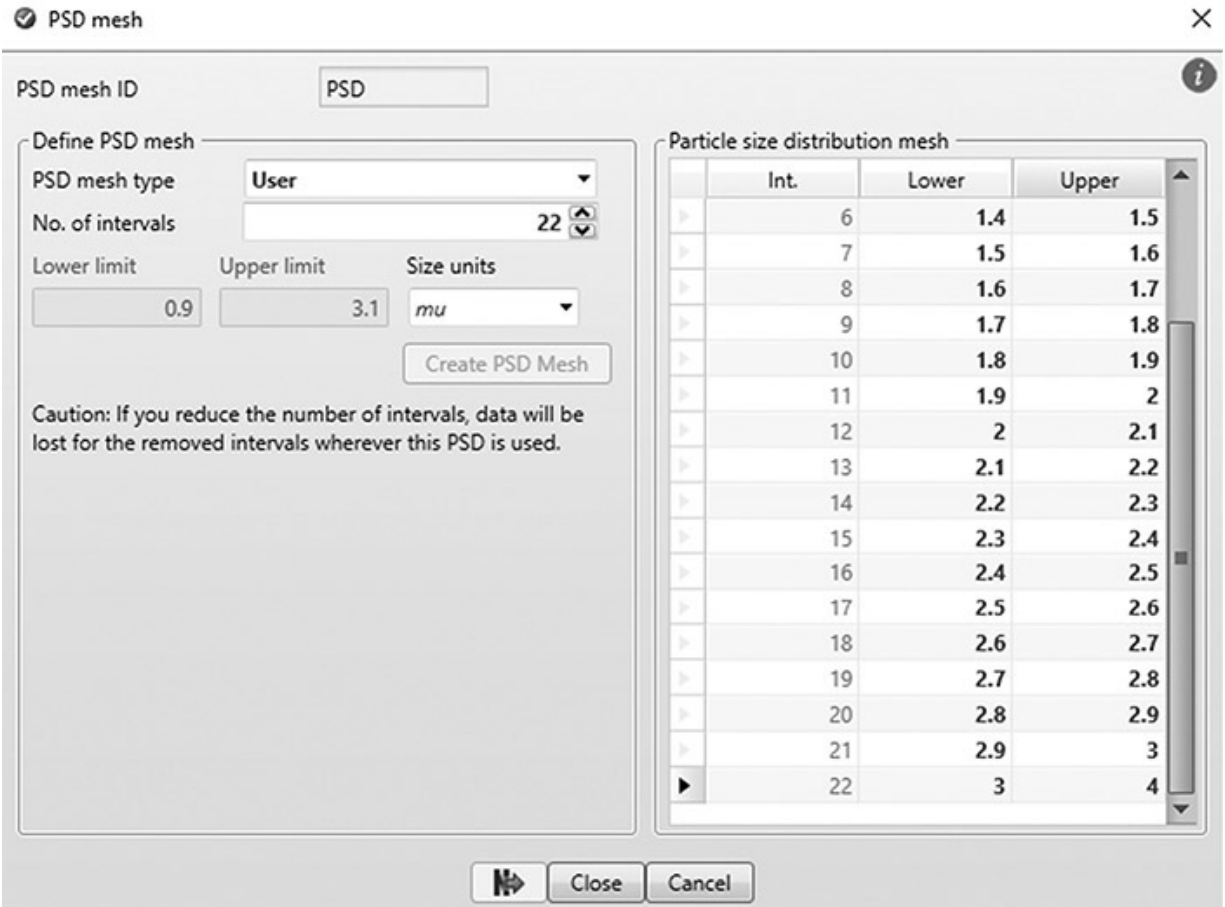 PSD mesh
PSD mesh ID PSD
Define PSD mesh
PSD mesh type User
No. of intervals 22
Lower limit Upper limit Size units
0.9 3.1 mu
Create PSD Mesh
Caution: If you reduce the number of intervals, data will be
lost for the removed intervals wherever this PSD is used.
Particle size distribution mesh
Int. Lower Upper
6 1.4 1.5
7 1.5 1.6
8 1.6 1.7
9 1.7 1.8
10 1.8 1.9
11 1.9 2
12 2 2.1
13 2.1 2.2
14 2.2 2.3
15 2.3 2.4
16 2.4 2.5
17 2.5 2.6
18 2.6 2.7
19 2.7 2.8
20 2.8 2.9
21 2.9 3
22 3 4
N Close Cancel